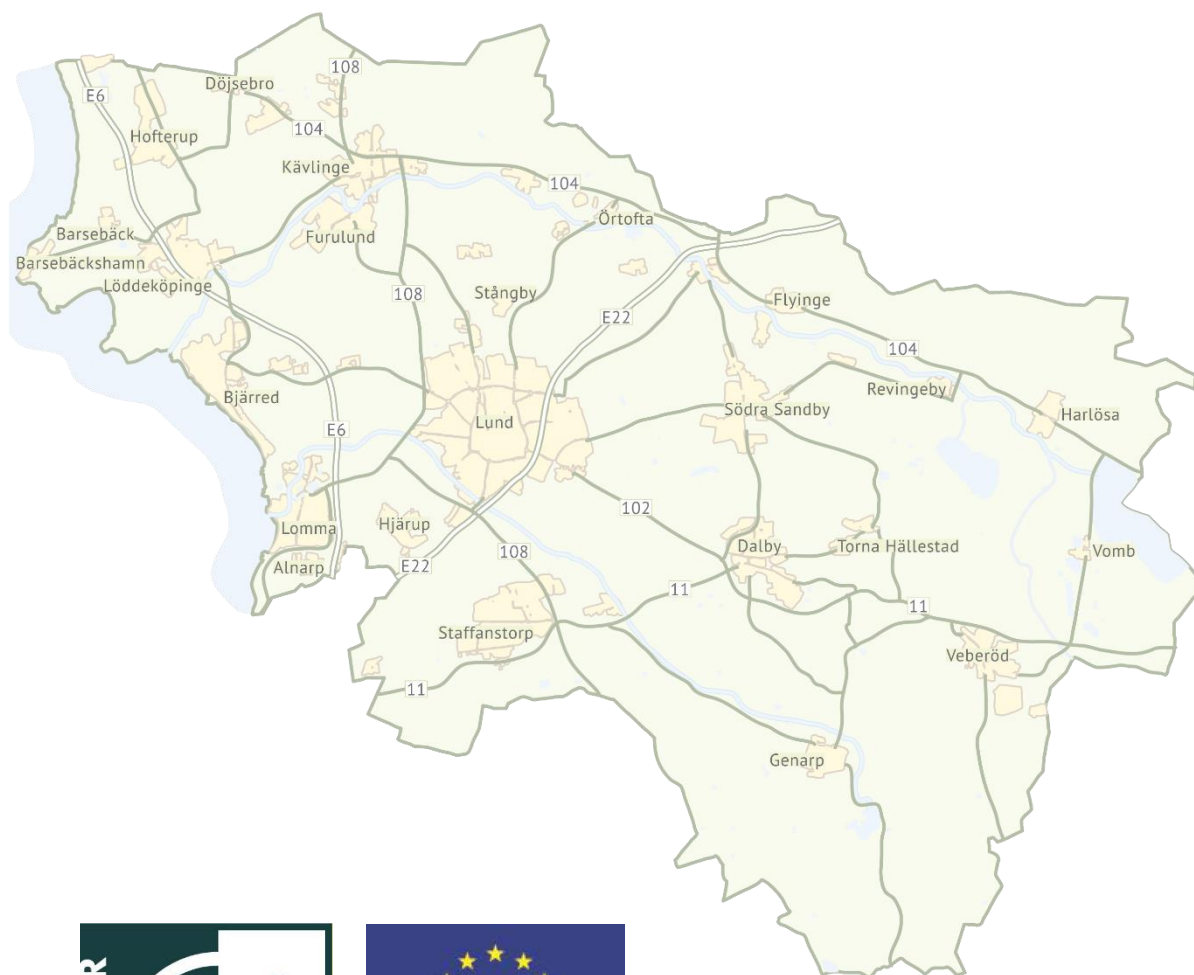 108
Döjsebro
E6
Hofterup
104
Kävlinge
104
Örtofta
Furulund
Barsebäck
Barsebäckshamn
Löddeköpinge
108
Stångby
Flyinge
E22
104
Bjärred
Revingeby
Södra Sandby
Harlösa
Lund
E6
102
Lomma
Hjärup
108
Dalby
Torna Hällestad
Vomb
Alnarp
E22
11
11
Staffanstorp
Veberöd
11
Genarp
R